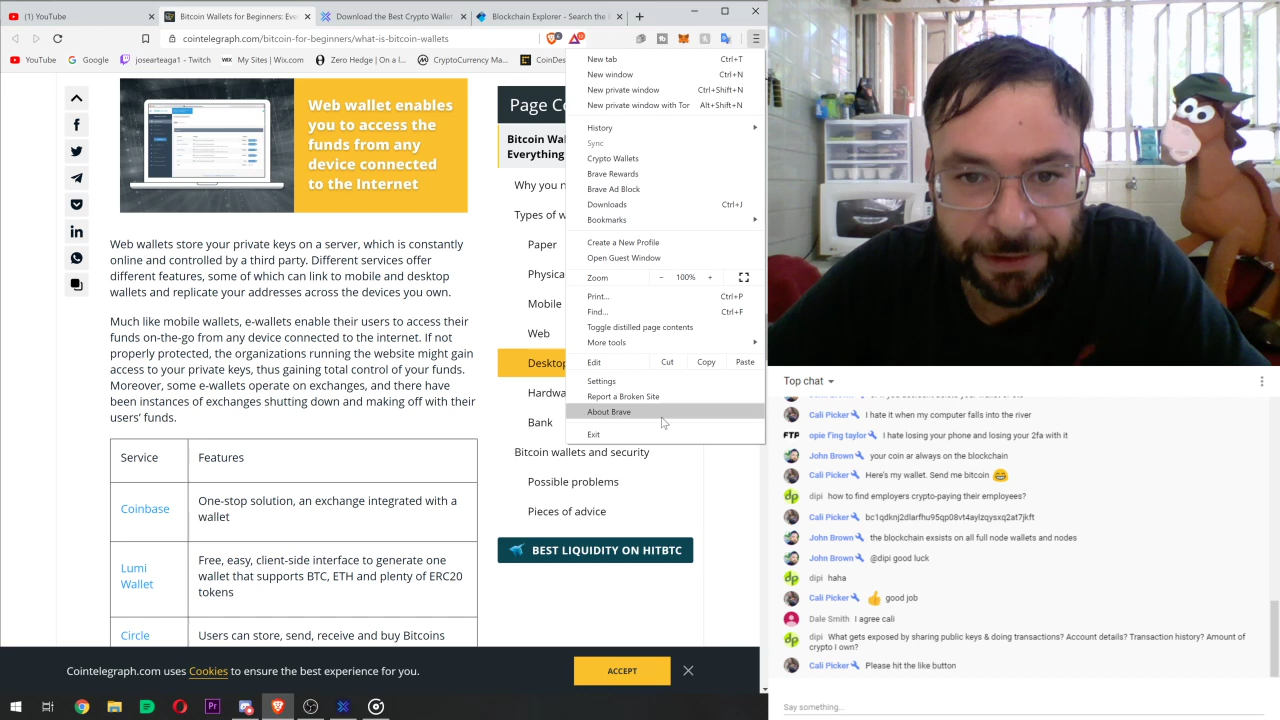 (1) YouTube
Bitcoin Wallets for Beginners: Eve
Download the Best Crypto Wallet
Blockchain Explorer - Search the
cointelegraph.com/bitcoin-for-beginners/what-is-bitcoin-wallets
YouTube
Google
joseartega1 - Twitch
WiX
My Sites | Wix.com
Zero Hedge | On a l...
CryptoCurrency Ma...
CoinDes
Web wallet enables
you to access the
funds from any
device connected
to the Internet
Web wallets store your private keys on a server, which is constantly
online and controlled by a third party. Different services offer
different features, some of which can link to mobile and desktop
wallets and replicate your addresses across the devices you own.
Much like mobile wallets, e-wallets enable their users to access their
funds on-the-go from any device connected to the internet. If not
properly protected, the organizations running the website might gain
access to your private keys, thus gaining total control of your funds.
Moreover, some e-wallets operate on exchanges, and there have
been instances of exchanges shutting down and making off with their
users' funds.
Service Features
Coinbase
One-stop solution, an exchange integrated with a
wallet
Lumi
Wallet
Free, easy, client-side interface to generate one
wallet that supports BTC, ETH and plenty of ERC20
tokens
Circle
Users can store, send, receive and buy Bitcoins
Page Co
Bitcoin Wal
Everything
Why you n
Types of w
Paper
Physica
Mobile
Web
Desktop
Hardwa
Bank
Bitcoin wallets and security
Possible problems
Pieces of advice
BEST LIQUIDITY ON HITBTC
New tab Ctrl+T
New window Ctrl+N
New private window Ctrl+Shift+N
New private window with Tor Alt+Shift+N
History
Sync
Crypto Wallets
Brave Rewards
Brave Ad Block
Downloads Ctrl+J
Bookmarks
Create a New Profile
Open Guest Window
Zoom − 100% +
Print... Ctrl+P
Find... Ctrl+F
Toggle distilled page contents
More tools
Edit Cut Copy Paste
Settings
Report a Broken Site
About Brave
Exit
Cointelegraph.com uses Cookies to ensure the best experience for you.
ACCEPT
Top chat
Cali Picker I hate it when my computer falls into the river
FTP opie f'ing taylor I hate losing your phone and losing your 2fa with it
John Brown your coin ar always on the blockchain
Cali Picker Here's my wallet. Send me bitcoin 😂
dp dipi how to find employers crypto-paying their employees?
Cali Picker bc1qdknj2dlarfhu95qp08vt4aylzqysxq2at7jkft
John Brown the blockchain exsists on all full node wallets and nodes
John Brown @dipi good luck
dp dipi haha
Cali Picker 👍 good job
Dale Smith I agree cali
dp dipi What gets exposed by sharing public keys & doing transactions? Account details? Transaction history? Amount of
crypto I own?
Cali Picker Please hit the like button
Say something...
Pr